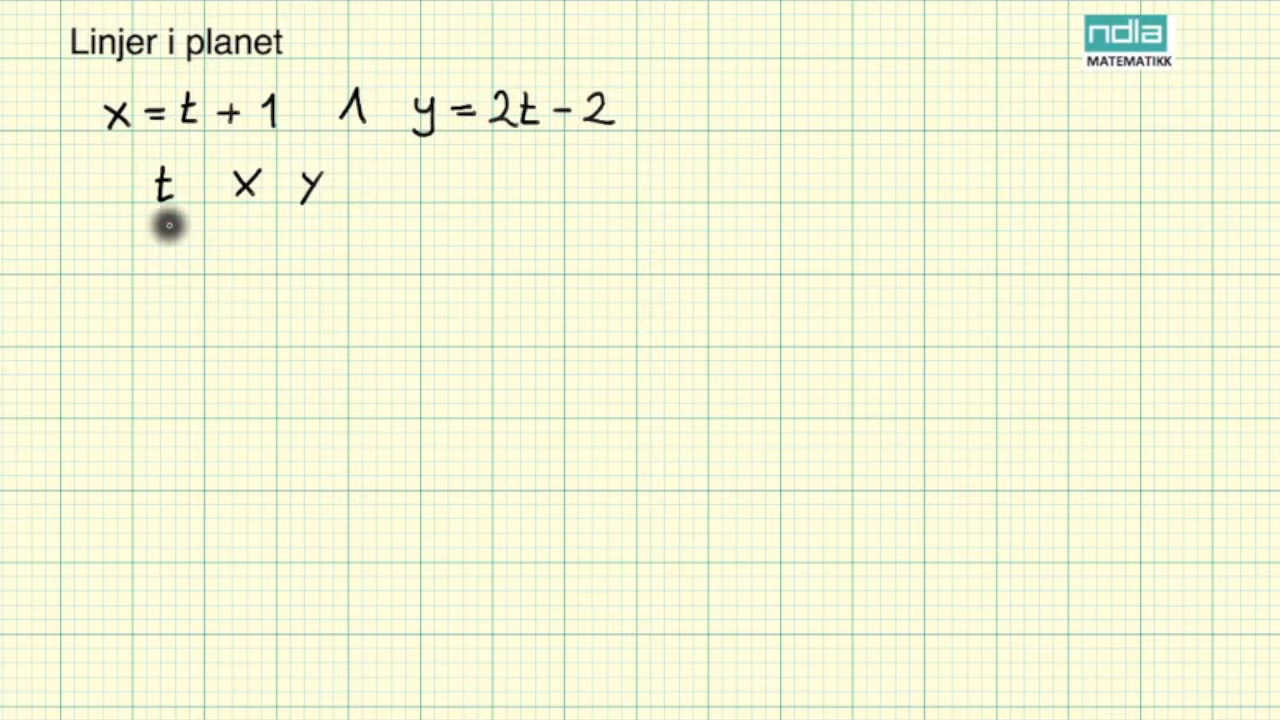 Linjer i planet
ndla
MATEMATIKK
x = t + 1 ∧ y = 2t - 2
t x y